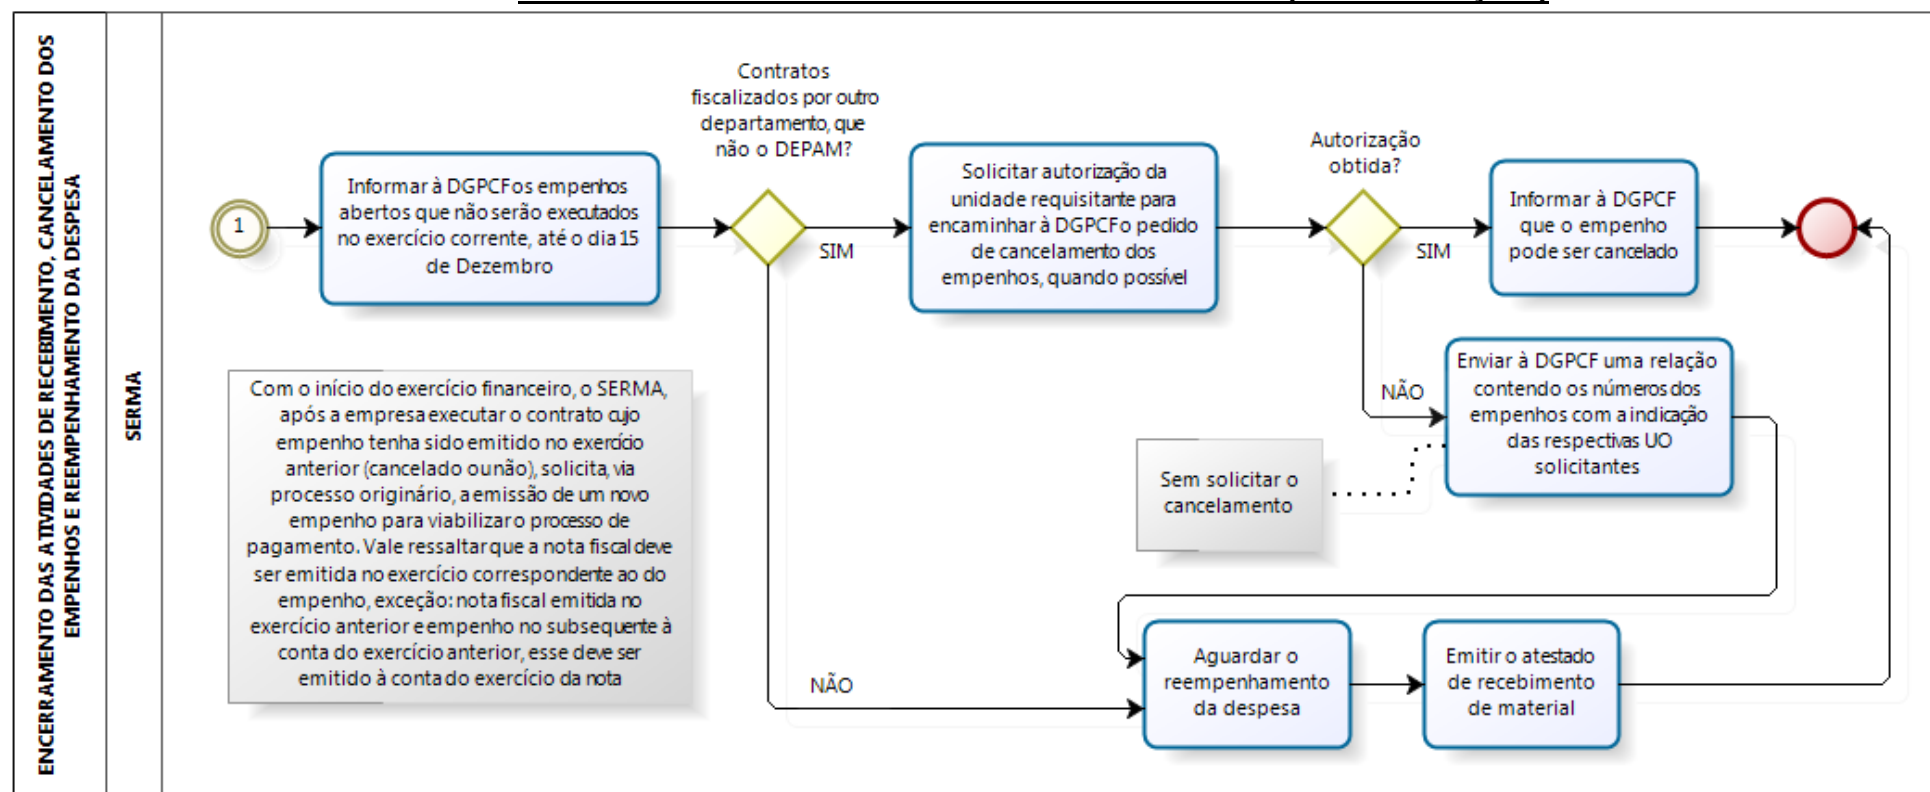 ENCERRAMENTO DAS ATIVIDADES DE RECEBIMENTO, CANCELAMENTO DOS
EMPENHOS E REEMPENHAMENTO DA DESPESA
SERMA
1
Informar à DGPCFos empenhos
abertos que não serão executados
no exercício corrente, até o dia 15
de Dezembro
Contratos
fiscalizados por outro
departamento, que
não o DEPAM?
SIM
Solicitar autorização da
unidade requisitante para
encaminhar à DGPCFo pedido
de cancelamento dos
empenhos, quando possível
Autorização
obtida?
SIM
Informar à DGPCF
que o empenho
pode ser cancelado
NÃO
Enviar à DGPCF uma relação
contendo os números dos
empenhos com a indicação
das respectivas UO
solicitantes
Sem solicitar o
cancelamento
Com o início do exercício financeiro, o SERMA,
após a empresa executar o contrato cujo
empenho tenha sido emitido no exercício
anterior (cancelado ou não), solicita, via
processo originário, a emissão de um novo
empenho para viabilizar o processo de
pagamento. Vale ressaltar que a nota fiscal deve
ser emitida no exercício correspondente ao do
empenho, exceção: nota fiscal emitida no
exercício anterior e empenho no subsequente à
conta do exercício anterior, esse deve ser
emitido à conta do exercício da nota
NÃO
Aguardar o
reempenhamento
da despesa
Emitir o atestado
de recebimento
de material